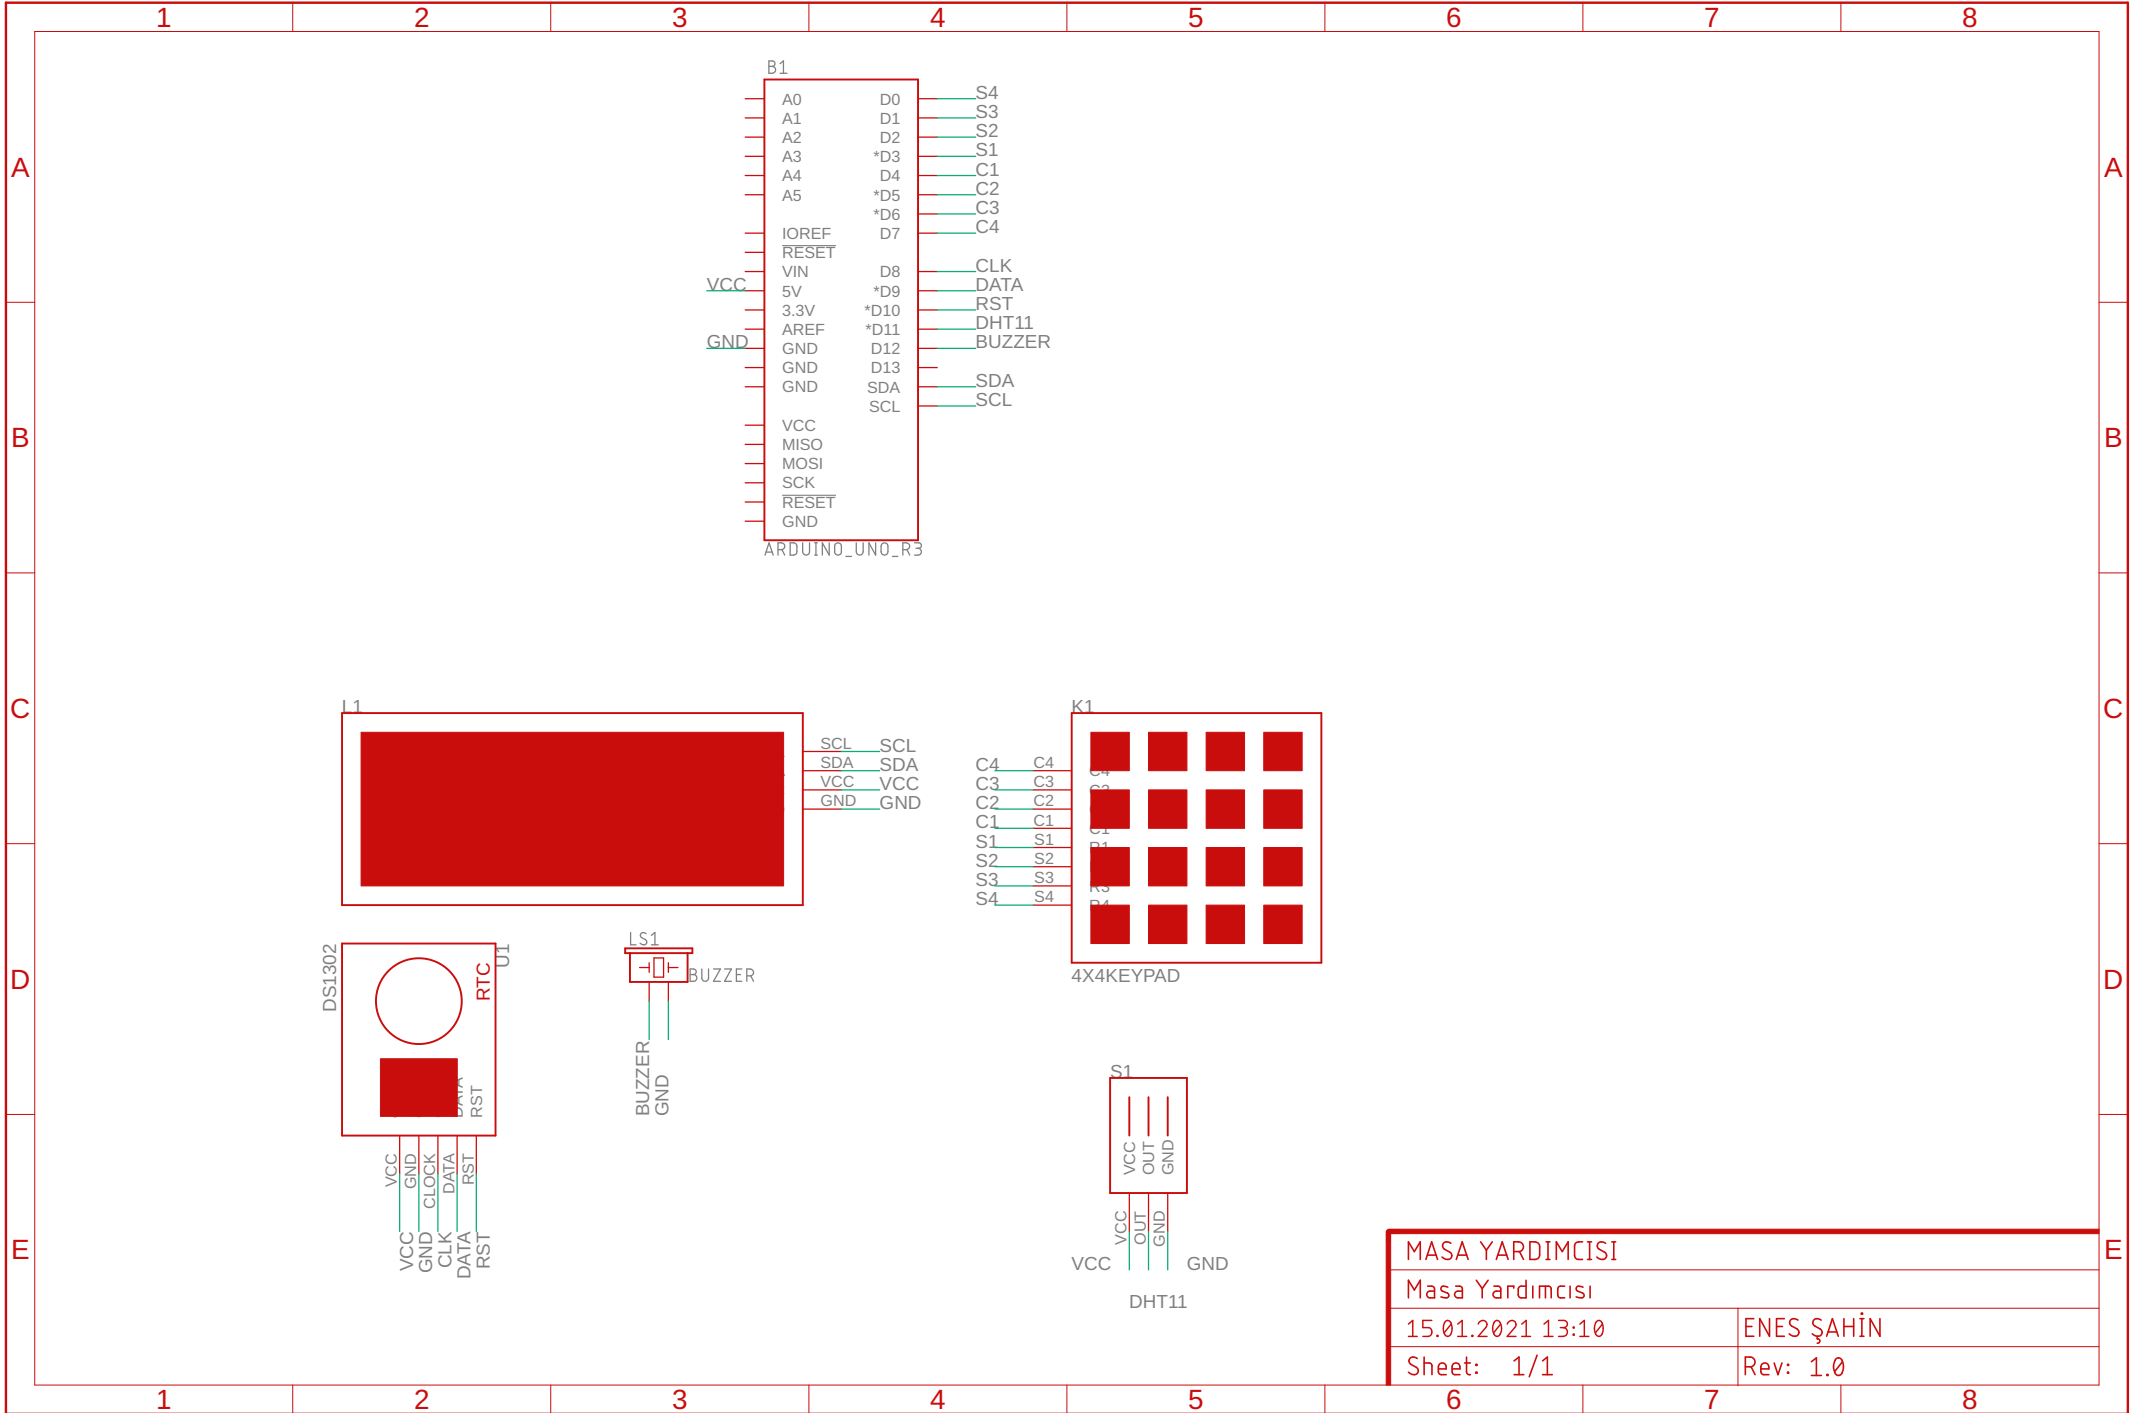 1 2 3 4 5 6 7 8
A A
B B
C C
D D
E E
B1
A0 D0 S4
A1 D1 S3
A2 D2 S2
A3 *D3 S1
A4 D4 C1
A5 *D5 C2
*D6 C3
IOREF D7 C4
RESET
VIN D8 CLK
VCC 5V *D9 DATA
3.3V *D10 RST
AREF *D11 DHT11
GND GND D12 BUZZER
GND D13
GND SDA SDA
SCL SCL
VCC
MISO
MOSI
SCK
RESET
GND
ARDUINO_UNO_R3
L1
SCL SCL
SDA SDA
VCC VCC
GND GND
K1
C4 C4
C3 C3
C2 C2
C1 C1
S1 S1
S2 S2
S3 S3
S4 S4
4X4KEYPAD
DS1302
RTC
U1
RST
VCC GND CLOCK DATA RST
VCC GND CLK DATA RST
LS1
BUZZER
BUZZER
GND
S1
VCC OUT GND
VCC OUT GND
VCC GND
DHT11
MASA YARDIMCISI
Masa Yardımcısı
15.01.2021 13:10 ENES ŞAHİN
Sheet: 1/1 Rev: 1.0
1 2 3 4 5 6 7 8